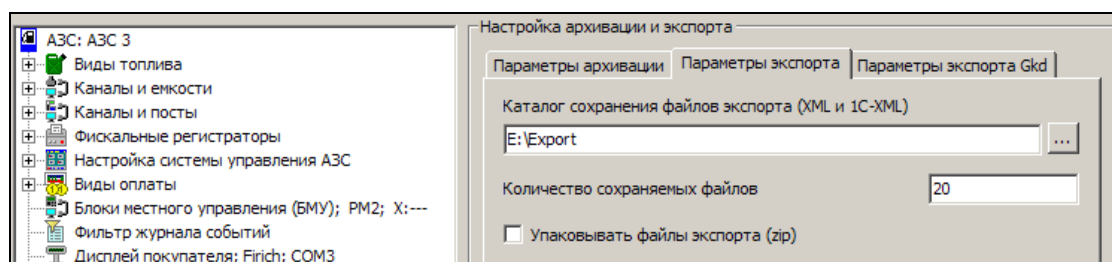 АЗС: АЗС 3
Виды топлива
Каналы и емкости
Каналы и посты
Фискальные регистраторы
Настройка системы управления АЗС
Виды оплаты
Блоки местного управления (БМУ); PM2; X:---
Фильтр журнала событий
Дисплей покупателя; Firich; COM3
Настройка архивации и экспорта
Параметры архивации Параметры экспорта Параметры экспорта Gkd
Каталог сохранения файлов экспорта (XML и 1C-XML)
E:\Export ...
Количество сохраняемых файлов 20
Упаковывать файлы экспорта (zip)